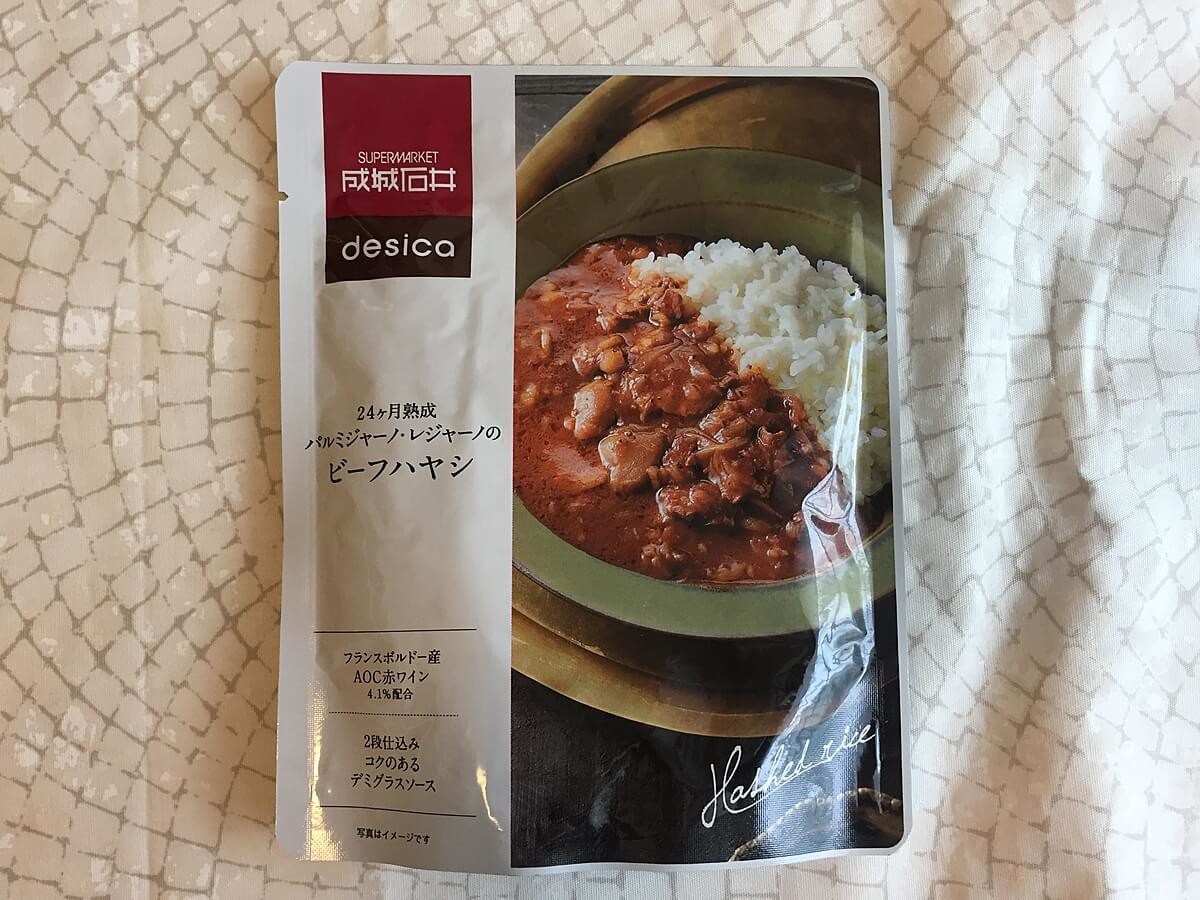 SUPERMARKET
成城石井
desica
24ヶ月熟成
パルミジャーノ・レジャーノの
ビーフハヤシ
フランスボルドー産
AOC赤ワイン
4.1%配合
2段仕込み
コクのある
デミグラスソース
写真はイメージです
Hashed rice